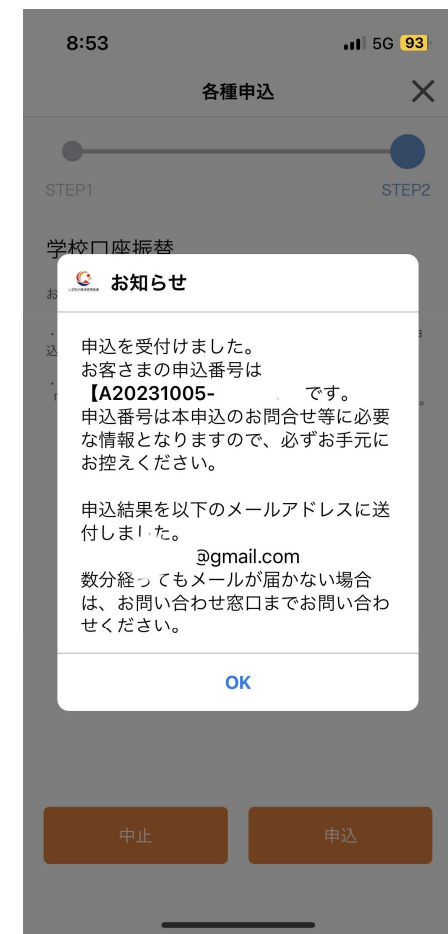 8:53
5G 93
各種申込
STEP1
STEP2
学校口座振替
お知らせ
申込を受付けました。
お客さまの申込番号は
【A20231005- です。
申込番号は本申込のお問合せ等に必要
な情報となりますので、必ずお手元に
お控えください。
申込結果を以下のメールアドレスに送
付しました。
@gmail.com
数分経ってもメールが届かない場合
は、お問い合わせ窓口までお問い合わ
せください。
OK
中止
申込